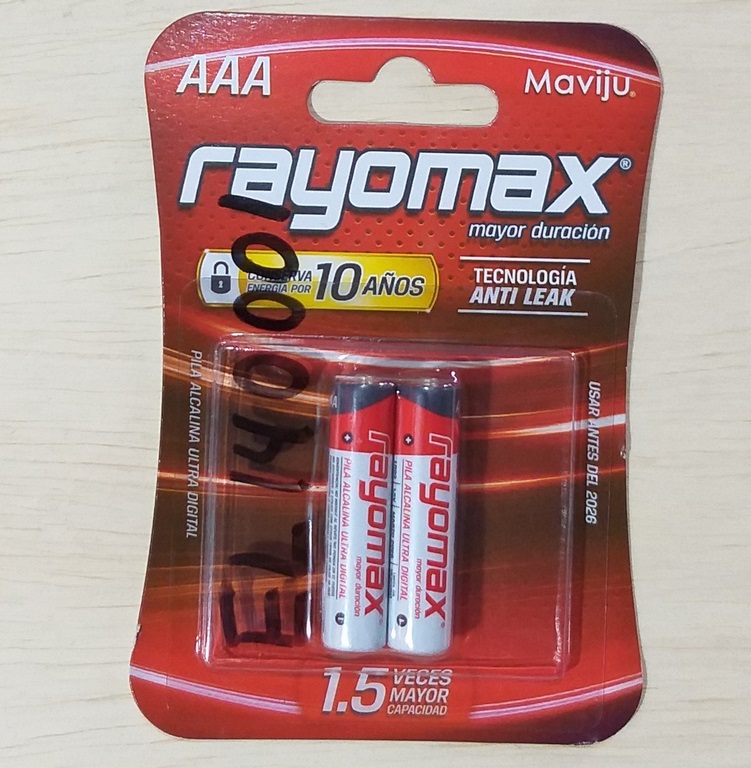 AAA
Maviju
rayomax®
mayor duración
CONSERVA
ENERGÍA POR
10 AÑOS
TECNOLOGÍA
ANTI LEAK
PILA ALCALINA ULTRA DIGITAL
USAR ANTES DEL 2026
rayomax
mayor duración
PILA ALCALINA ULTRA DIGITAL
rayomax
mayor duración
PILA ALCALINA ULTRA DIGITAL
1.5 VECES
MAYOR
CAPACIDAD